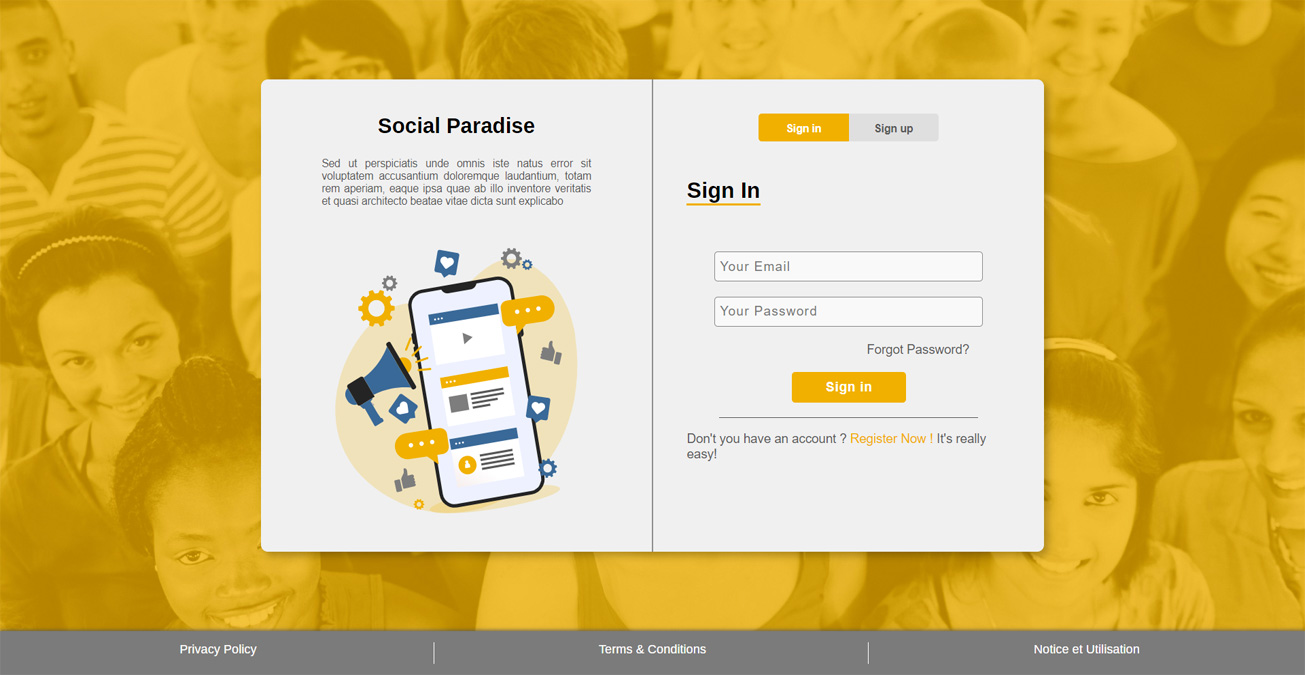 Social Paradise
Sed ut perspiciatis unde omnis iste natus error sit
voluptatem accusantium doloremque laudantium, totam
rem aperiam, eaque ipsa quae ab illo inventore veritatis
et quasi architecto beatae vitae dicta sunt explicabo
Sign in
Sign up
Sign In
Your Email
Your Password
Forgot Password?
Sign in
Don't you have an account ? Register Now ! It's really
easy!
Privacy Policy
Terms & Conditions
Notice et Utilisation